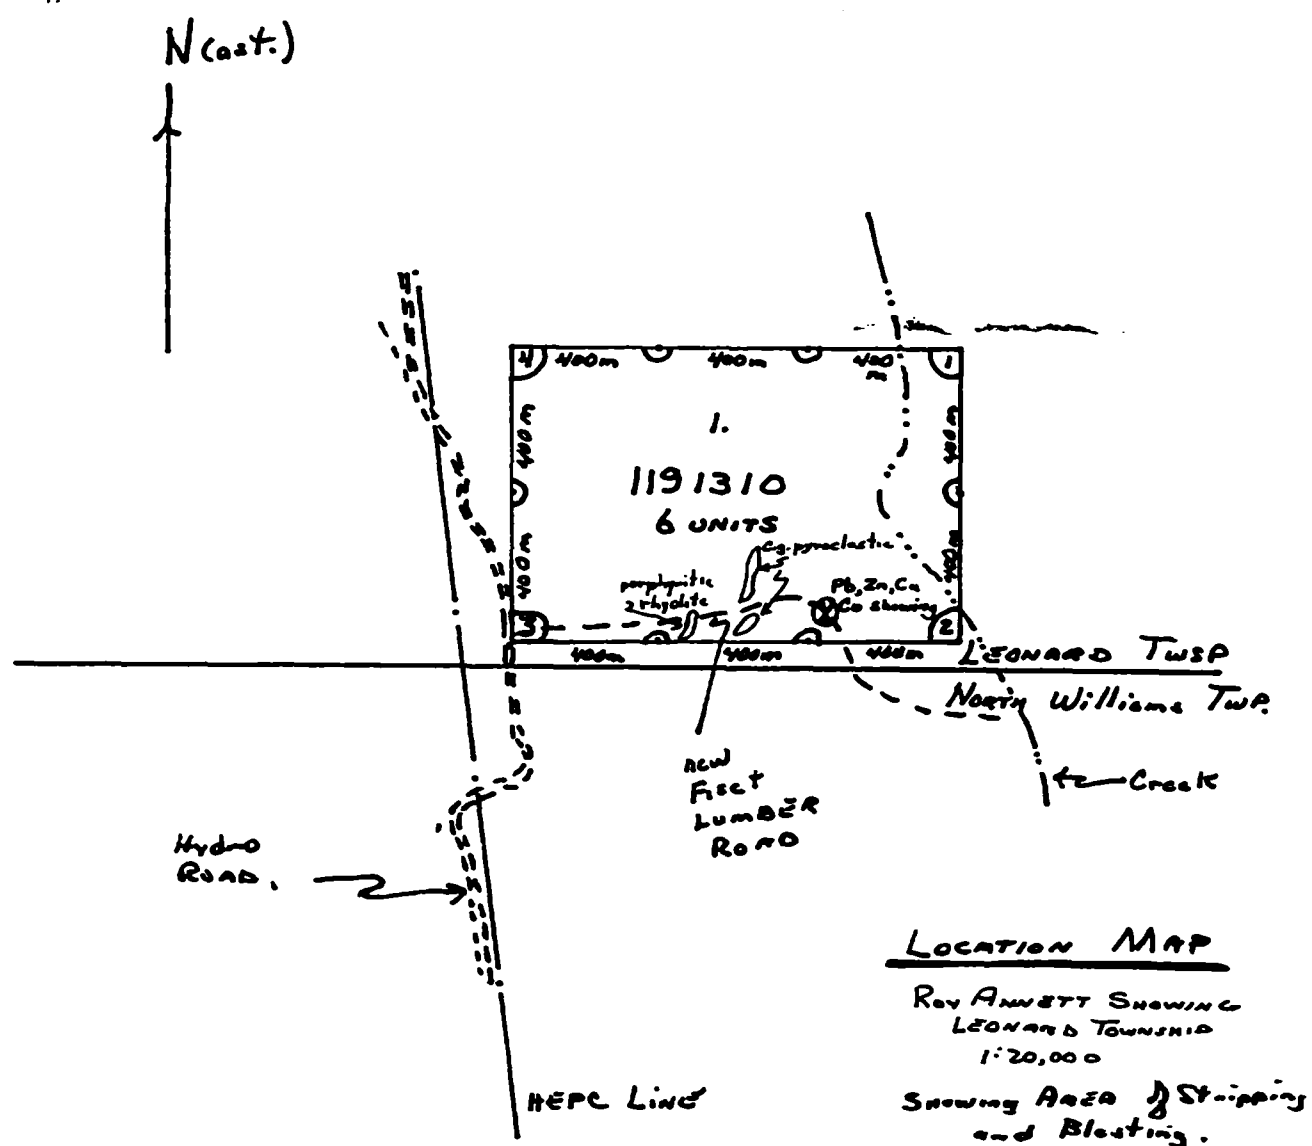 N (ast.)
4
400m
400m
400
m
1
400m
400m
1.
1191310
6 UNITS
400m
400m
Cg. pyroclastic
porphyritic
rhyolite
Pb, Zn, Cu
Co showing
3
2
400m
400m
400m
LEONARD TWSP
NORTH Williams TWP.
new
Fisct
LUMBER
ROAD
Creek
Hydro
ROAD.
LOCATION MAP
Roy ANNETT SHOWING
LEONARD TOWNSHIP
1:20,000
Showing AREA of Stripping
and Blasting.
HEPC LINE